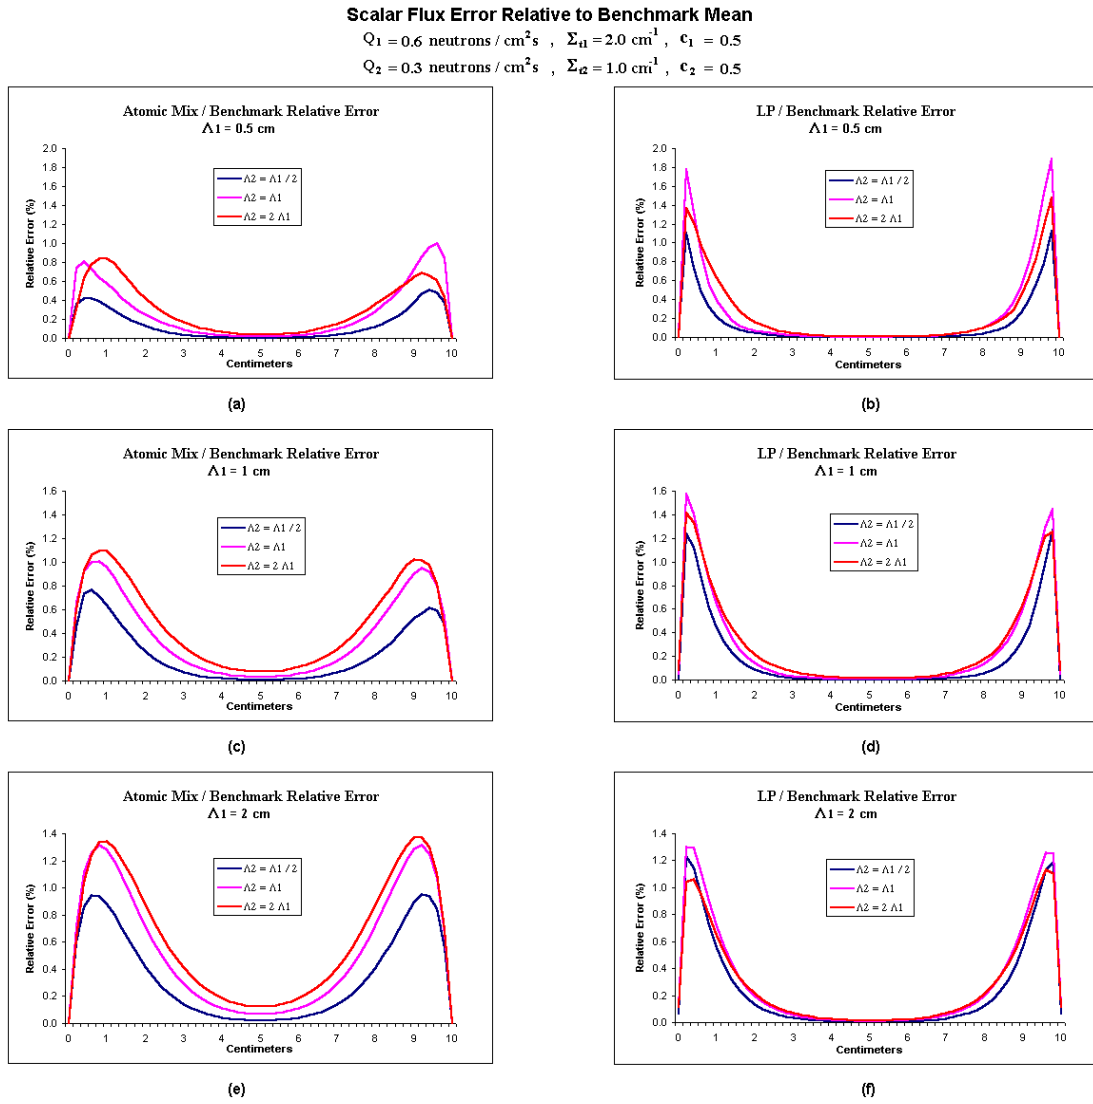 Scalar Flux Error Relative to Benchmark Mean
Q₁ = 0.6 neutrons / cm²s , Σₜ₁ = 2.0 cm⁻¹ , c₁ = 0.5
Q₂ = 0.3 neutrons / cm²s , Σₜ₂ = 1.0 cm⁻¹ , c₂ = 0.5
Atomic Mix / Benchmark Relative Error
Λ1 = 0.5 cm
Relative Error (%)
2.0
1.8
1.6
1.4
1.2
1.0
0.8
0.6
0.4
0.2
0.0
Λ2 = Λ1 / 2
Λ2 = Λ1
Λ2 = 2 Λ1
0 1 2 3 4 5 6 7 8 9 10
Centimeters
(a)
LP / Benchmark Relative Error
Λ1 = 0.5 cm
Relative Error (%)
2.0
1.8
1.6
1.4
1.2
1.0
0.8
0.6
0.4
0.2
0.0
Λ2 = Λ1 / 2
Λ2 = Λ1
Λ2 = 2 Λ1
0 1 2 3 4 5 6 7 8 9 10
Centimeters
(b)
Atomic Mix / Benchmark Relative Error
Λ1 = 1 cm
Relative Error (%)
1.6
1.4
1.2
1.0
0.8
0.6
0.4
0.2
0.0
Λ2 = Λ1 / 2
Λ2 = Λ1
Λ2 = 2 Λ1
0 1 2 3 4 5 6 7 8 9 10
Centimeters
(c)
LP / Benchmark Relative Error
Λ1 = 1 cm
Relative Error (%)
1.6
1.4
1.2
1.0
0.8
0.6
0.4
0.2
0.0
Λ2 = Λ1 / 2
Λ2 = Λ1
Λ2 = 2 Λ1
0 1 2 3 4 5 6 7 8 9 10
Centimeters
(d)
Atomic Mix / Benchmark Relative Error
Λ1 = 2 cm
Relative Error (%)
1.4
1.2
1.0
0.8
0.6
0.4
0.2
0.0
Λ2 = Λ1 / 2
Λ2 = Λ1
Λ2 = 2 Λ1
0 1 2 3 4 5 6 7 8 9 10
Centimeters
(e)
LP / Benchmark Relative Error
Λ1 = 2 cm
Relative Error (%)
1.4
1.2
1.0
0.8
0.6
0.4
0.2
0.0
Λ2 = Λ1 / 2
Λ2 = Λ1
Λ2 = 2 Λ1
0 1 2 3 4 5 6 7 8 9 10
Centimeters
(f)